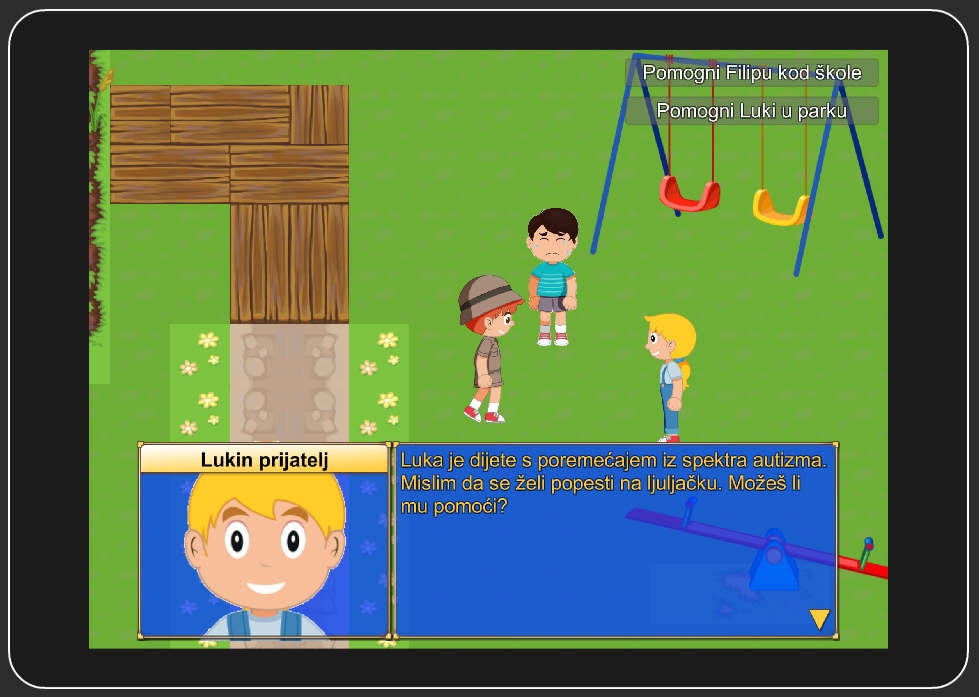 Pomogni Filipu kod škole
Pomogni Luki u parku
Lukin prijatelj
Luka je dijete s poremećajem iz spektra autizma.
Mislim da se želi popesti na ljuljačku. Možeš li
mu pomoći?